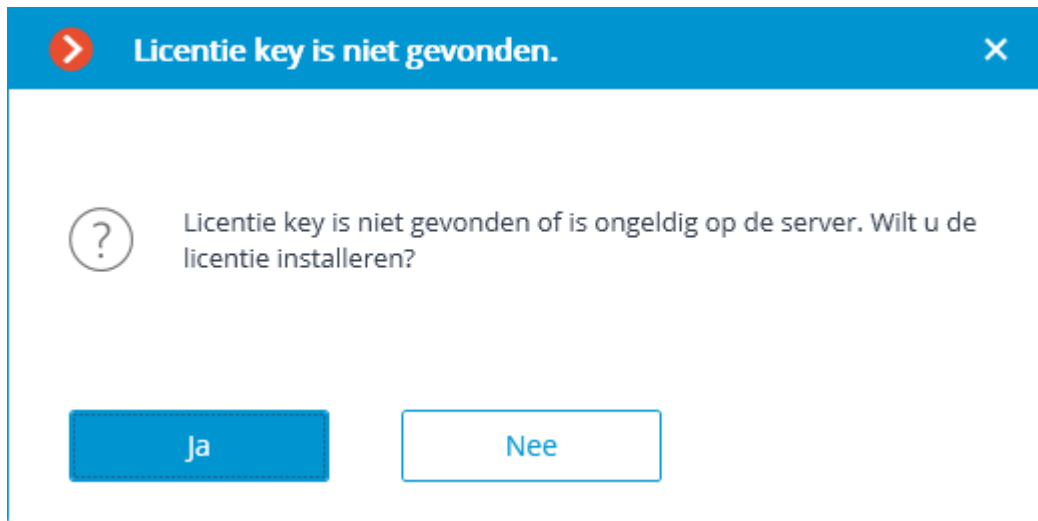 Licentie key is niet gevonden.
Licentie key is niet gevonden of is ongeldig op de server. Wilt u de
licentie installeren?
Ja
Nee